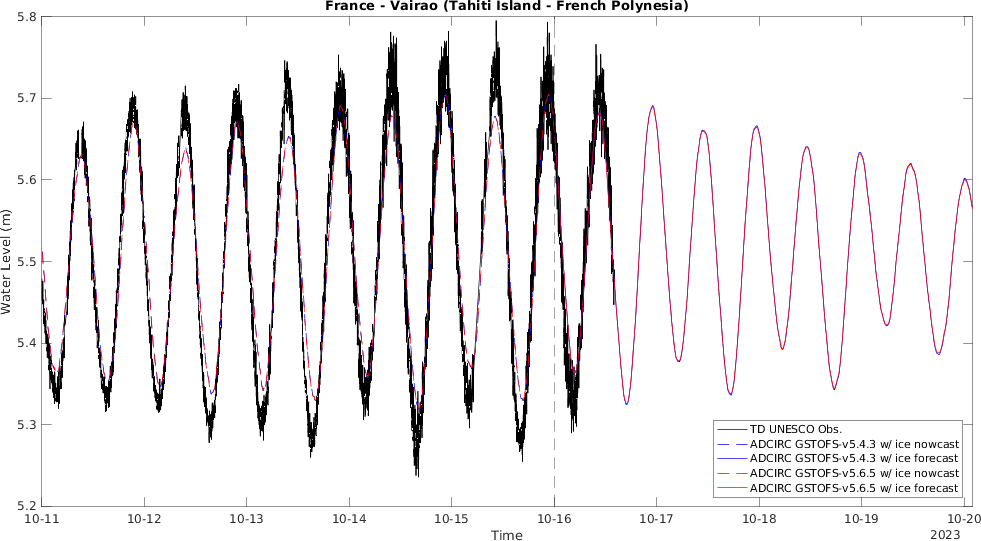 France - Vairao (Tahiti Island - French Polynesia)
5.8
5.7
5.6
5.5
5.4
5.3
5.2
Water Level (m)
10-11 10-12 10-13 10-14 10-15 10-16 10-17 10-18 10-19 10-20
Time
2023
TD UNESCO Obs.
ADCIRC GSTOFS-v5.4.3 w/ ice nowcast
ADCIRC GSTOFS-v5.4.3 w/ ice forecast
ADCIRC GSTOFS-v5.6.5 w/ ice nowcast
ADCIRC GSTOFS-v5.6.5 w/ ice forecast